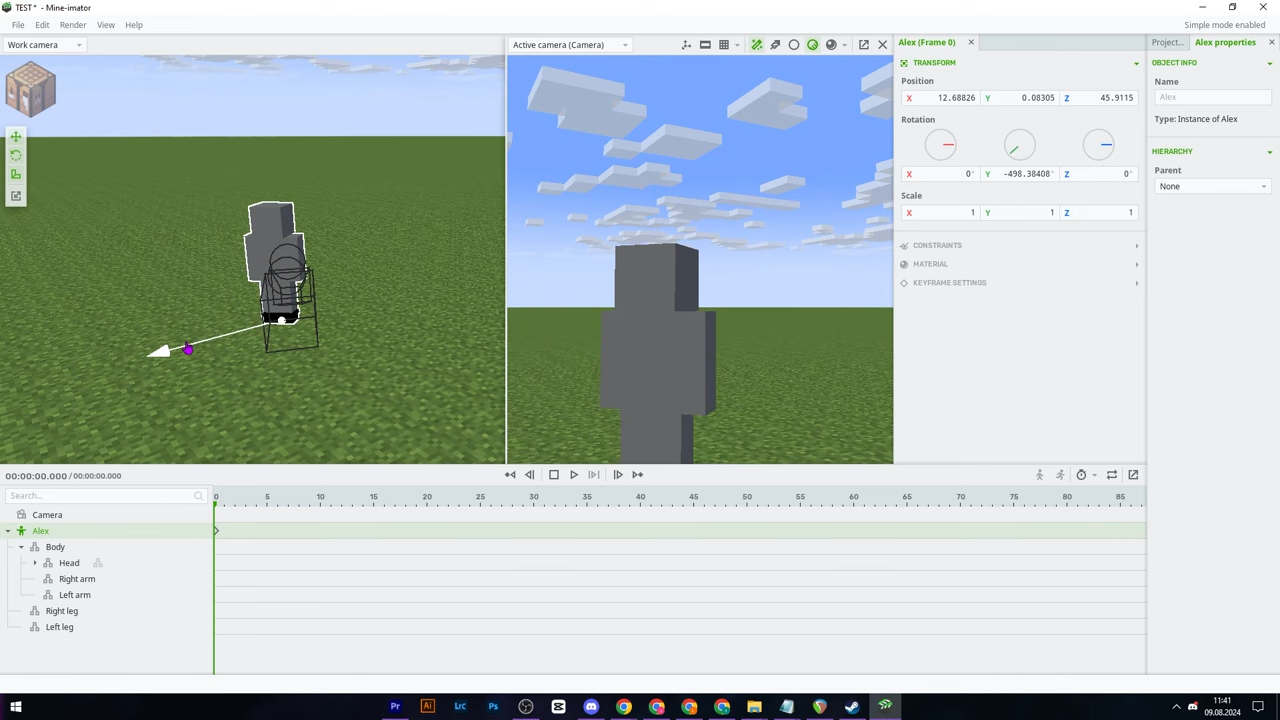 TEST * - Mine-imator
File Edit Render View Help
Simple mode enabled
Work camera
Active camera (Camera)
Alex (Frame 0)
Project...
Alex properties
TRANSFORM
OBJECT INFO
Position
Name
X 12.68826 Y 0.08305 Z 45.9115
Alex
Rotation
Type: Instance of Alex
HIERARCHY
X 0° Y -498.38408° Z 0°
Parent
None
Scale
X 1 Y 1 Z 1
CONSTRAINTS
MATERIAL
KEYFRAME SETTINGS
00:00:00.000 / 00:00:00.000
Search...
0 5 10 15 20 25 30 35 40 45 50 55 60 65 70 75 80 85
Camera
Alex
Body
Head
Right arm
Left arm
Right leg
Left leg
Pr Ai Lrc Ps
11:41
09.08.2024